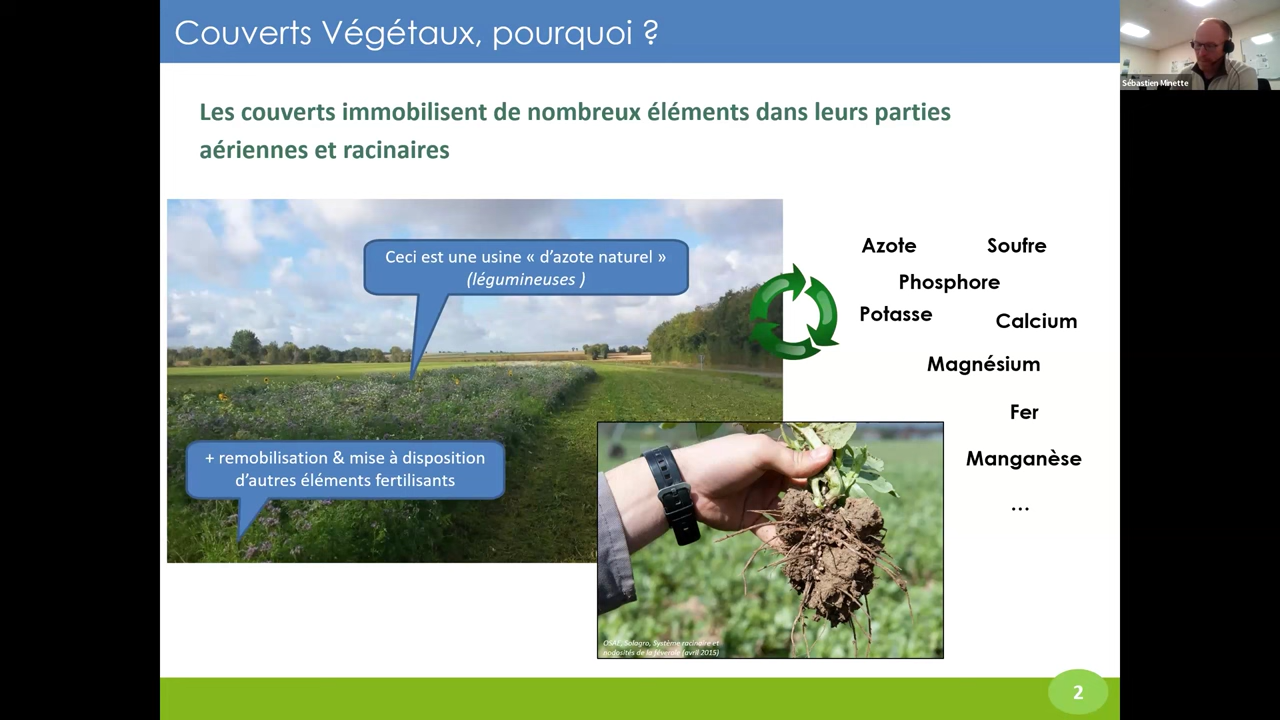 Couverts Végétaux, pourquoi ?
Sébastien Minette
Les couverts immobilisent de nombreux éléments dans leurs parties
aériennes et racinaires
Ceci est une usine « d’azote naturel »
(légumineuses )
Azote
Soufre
Phosphore
Potasse
Calcium
Magnésium
Fer
Manganèse
...
+ remobilisation & mise à disposition
d’autres éléments fertilisants
OSAE, Solagro, Système racinaire et
nodosités de la féverole (avril 2015)
2